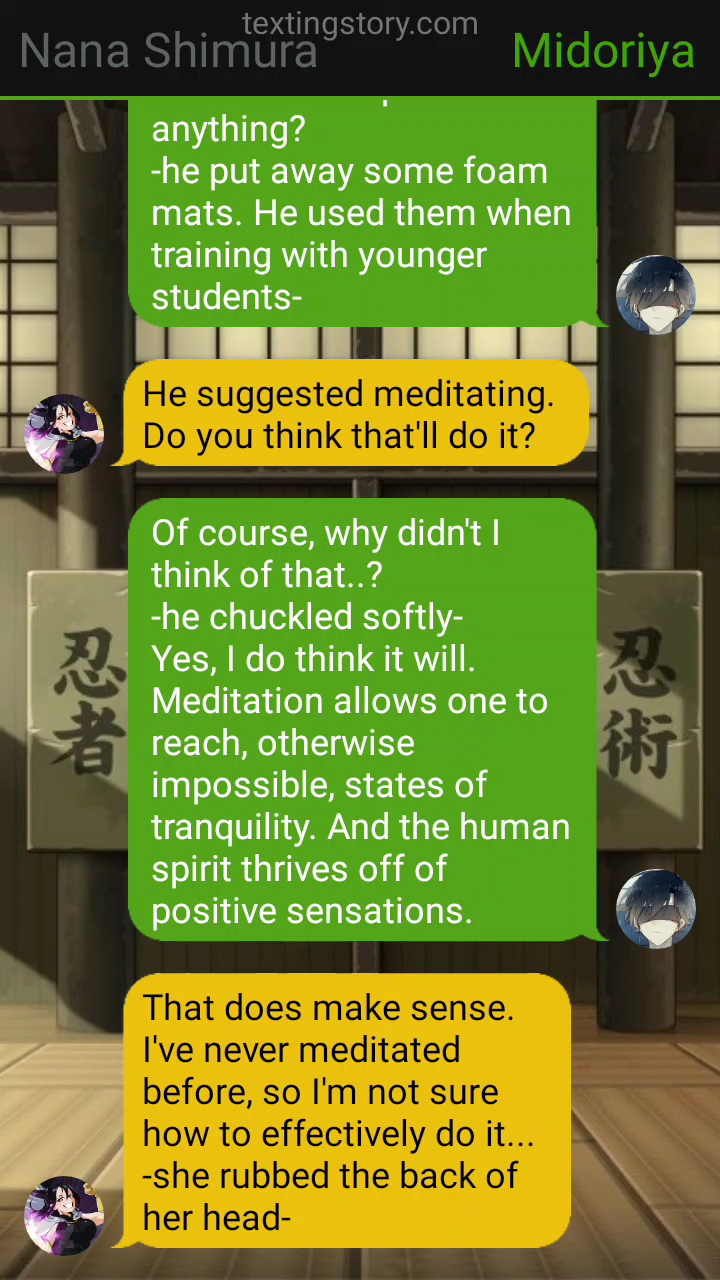 textingstory.com
Nana Shimura
Midoriya
anything?
-he put away some foam
mats. He used them when
training with younger
students-
He suggested meditating.
Do you think that'll do it?
Of course, why didn't I
think of that..?
-he chuckled softly-
Yes, I do think it will.
Meditation allows one to
reach, otherwise
impossible, states of
tranquility. And the human
spirit thrives off of
positive sensations.
忍者
忍術
That does make sense.
I've never meditated
before, so I'm not sure
how to effectively do it...
-she rubbed the back of
her head-